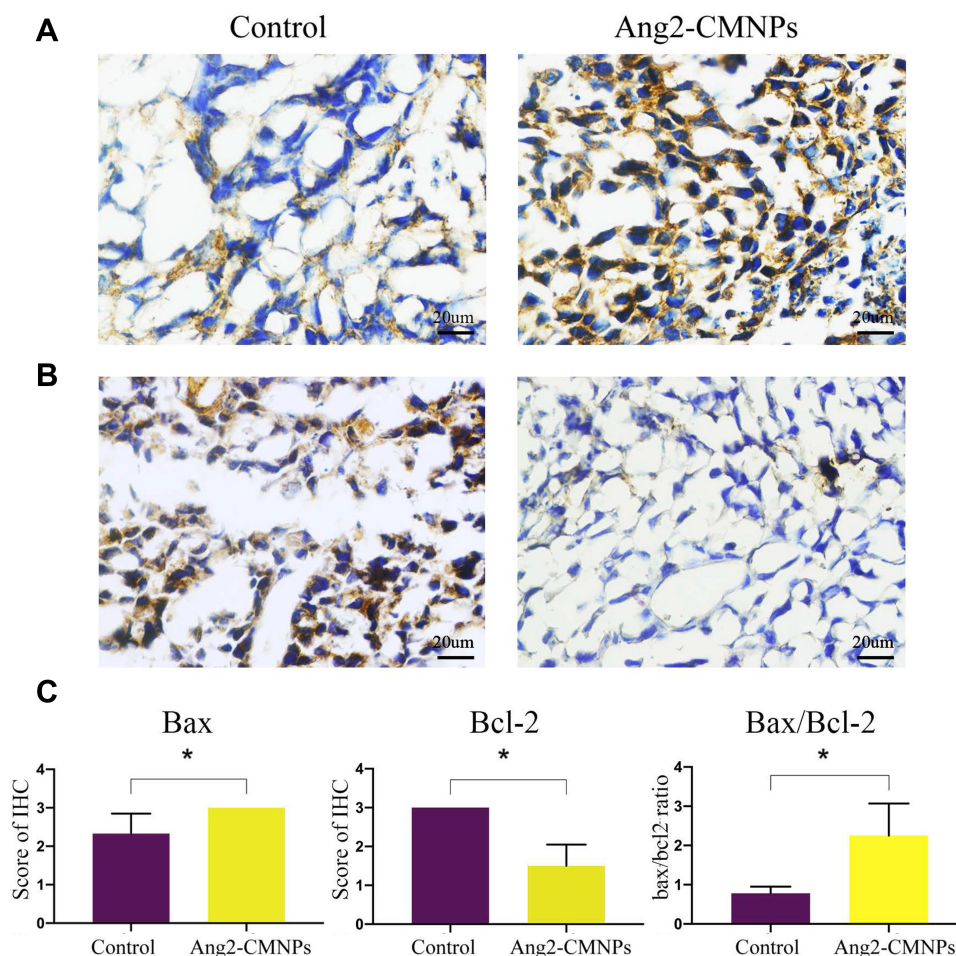 A
Control
Ang2-CMNPs
20um
20um
B
20um
20um
C
Bax
Bcl-2
Bax/Bcl-2
*
*
*
Score of IHC
4
3
2
1
0
Control
Ang2-CMNPs
Score of IHC
4
3
2
1
0
Control
Ang2-CMNPs
bax/bcl2 ratio
4
3
2
1
0
Control
Ang2-CMNPs